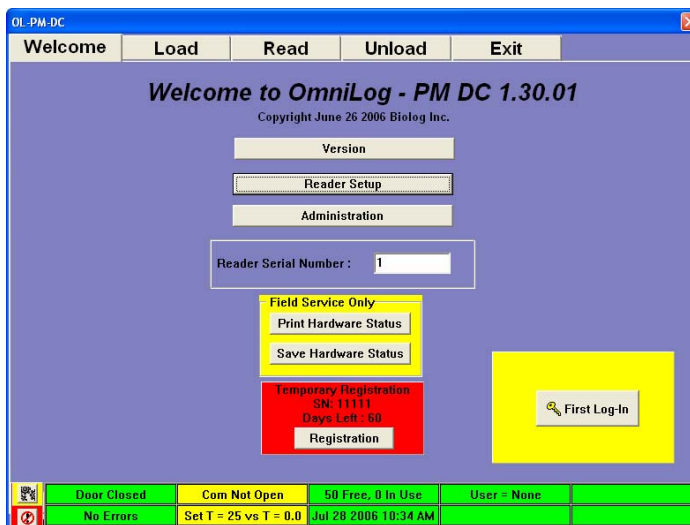 OL-PM-DC
Welcome Load Read Unload Exit
Welcome to OmniLog - PM DC 1.30.01
Copyright June 26 2006 Biolog Inc.
Version
Reader Setup
Administration
Reader Serial Number : 1
Field Service Only
Print Hardware Status
Save Hardware Status
Temporary Registration
SN: 11111
Days Left : 60
Registration
First Log-In
Door Closed Com Not Open 50 Free, 0 In Use User = None
No Errors Set T = 25 vs T = 0.0 Jul 28 2006 10:34 AM